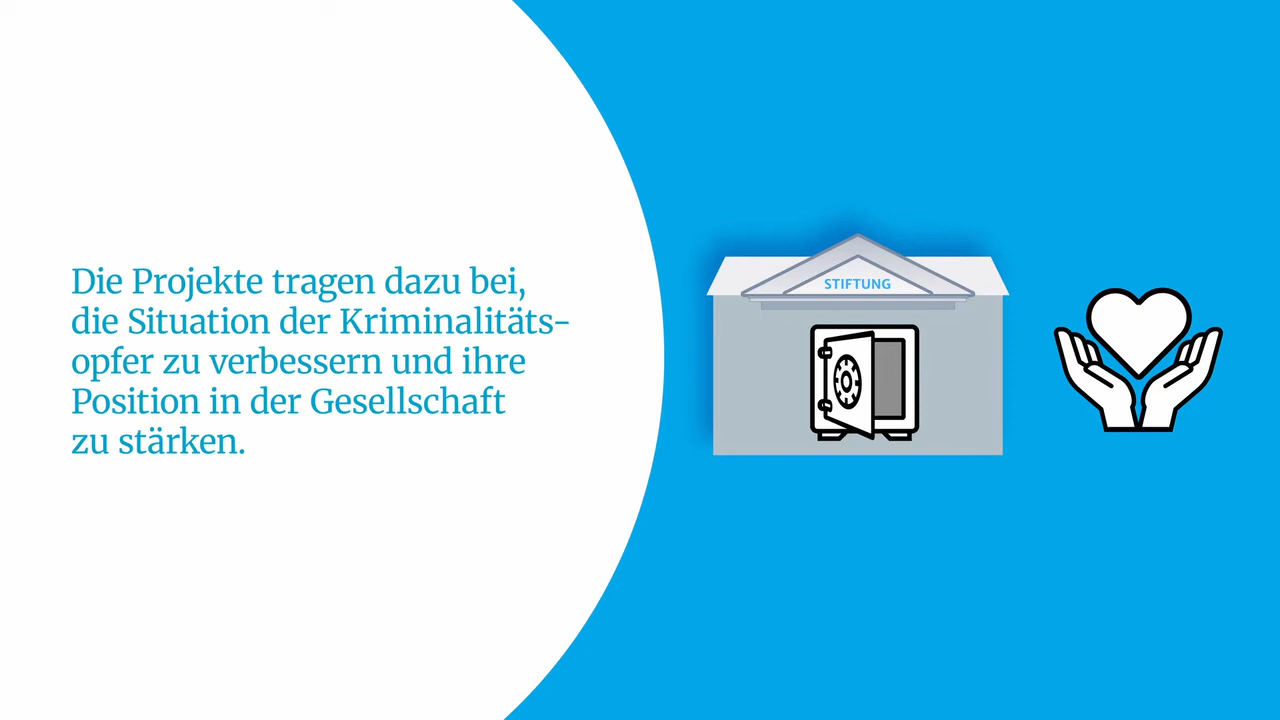 Die Projekte tragen dazu bei,
die Situation der Kriminalitäts-
opfer zu verbessern und ihre
Position in der Gesellschaft
zu stärken.
STIFTUNG